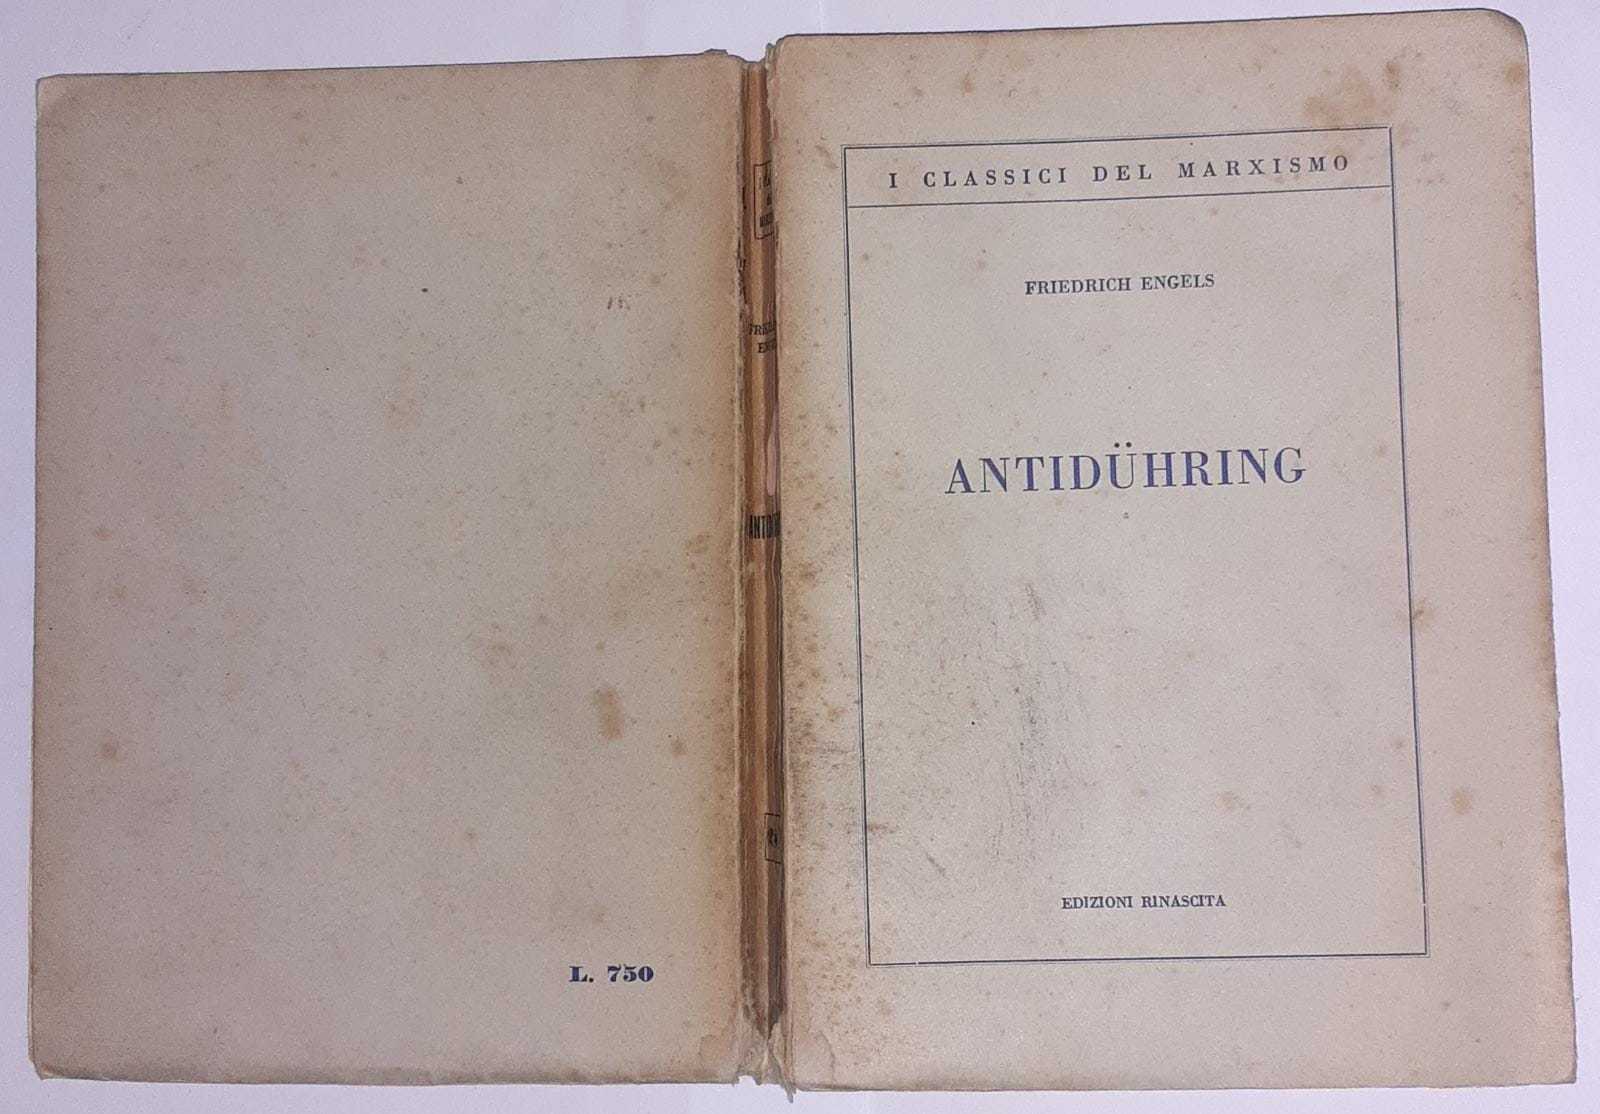 I CLASSICI DEL MARXISMO
FRIEDRICH ENGELS
ANTIDÜHRING
EDIZIONI RINASCITA
L. 750